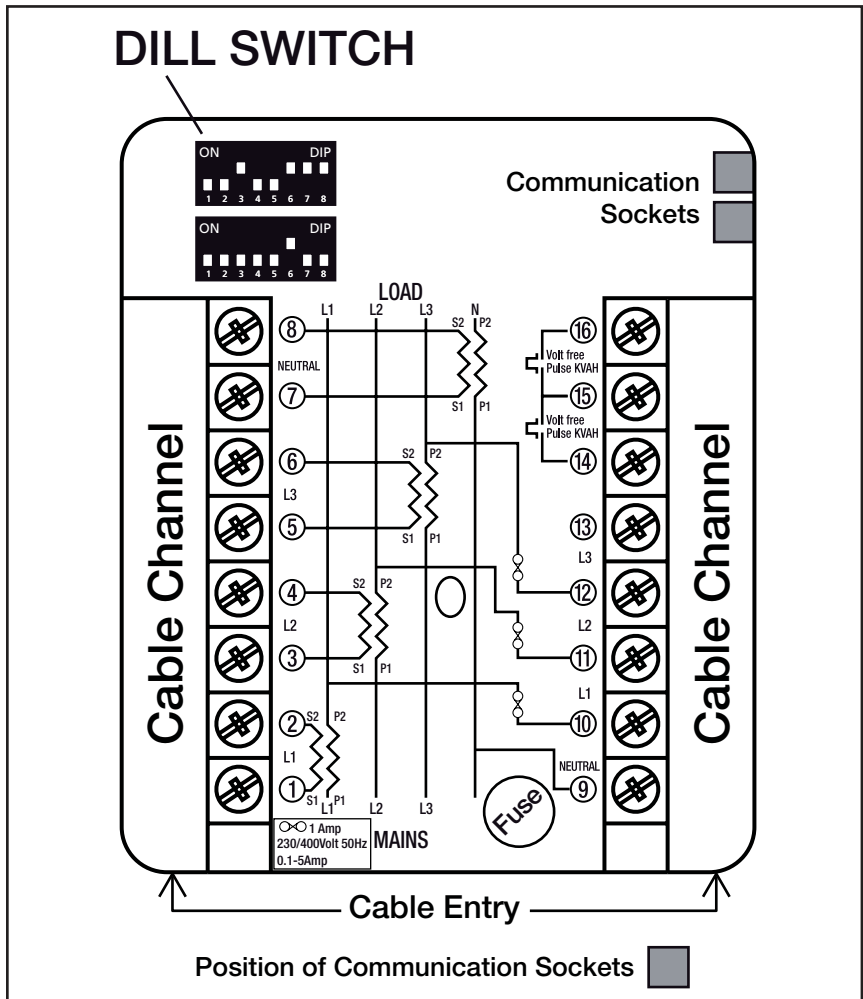 DILL SWITCH
ON DIP
1 2 3 4 5 6 7 8
ON DIP
1 2 3 4 5 6 7 8
Communication
Sockets
LOAD
L1 L2 L3 N
Cable Channel
8
NEUTRAL
7
6
L3
5
4
L2
3
2
L1
1
S2 P2
S1 P1
S2 P2
S1 P1
S2 P2
S1 P1
S2 P2
S1 P1
L1 L2 L3
MAINS
1 Amp
230/400Volt 50Hz
0.1-5Amp
Fuse
16
Volt free
Pulse KVAH
15
Volt free
Pulse KVAH
14
13
L3
12
L2
11
L1
10
NEUTRAL
9
Cable Channel
Cable Entry
Position of Communication Sockets